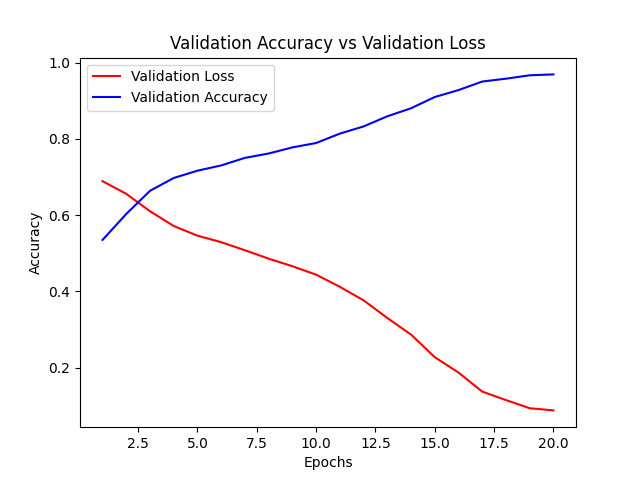 Validation Accuracy vs Validation Loss
Validation Loss
Validation Accuracy
1.0
0.8
0.6
0.4
0.2
Accuracy
2.5 5.0 7.5 10.0 12.5 15.0 17.5 20.0
Epochs